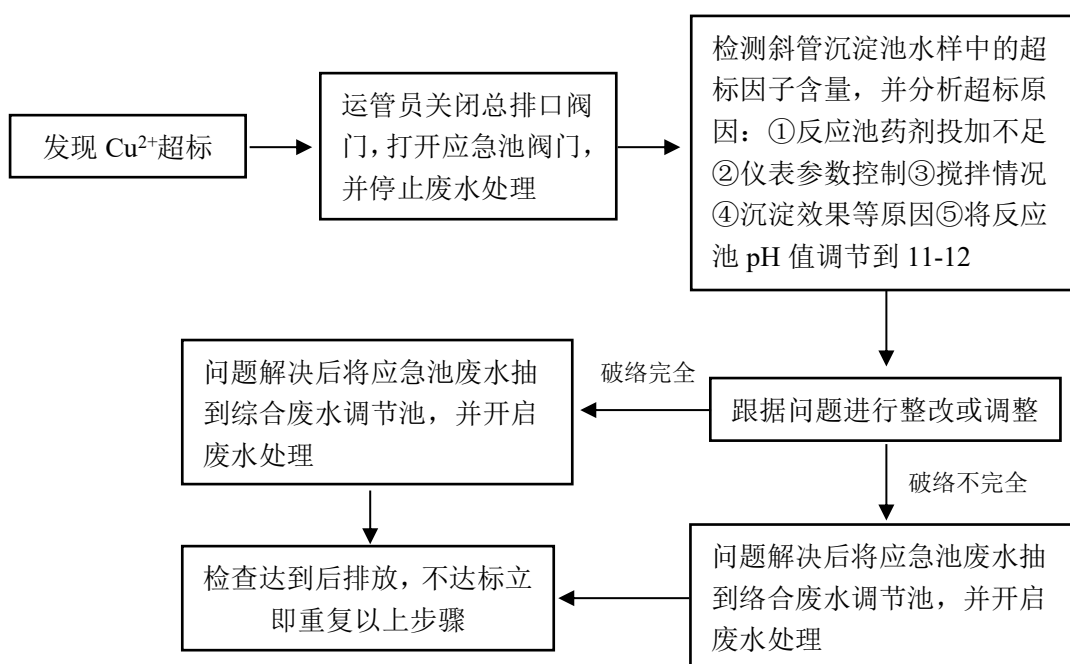 发现 Cu²⁺超标
运管员关闭总排口阀
门，打开应急池阀门，
并停止废水处理
检测斜管沉淀池水样中的超
标因子含量，并分析超标原
因：①反应池药剂投加不足
②仪表参数控制③搅拌情况
④沉淀效果等原因⑤将反应
池 pH 值调节到 11-12
跟据问题进行整改或调整
破络完全
问题解决后将应急池废水抽
到综合废水调节池，并开启
废水处理
破络不完全
问题解决后将应急池废水抽
到络合废水调节池，并开启
废水处理
检查达到后排放，不达标立
即重复以上步骤